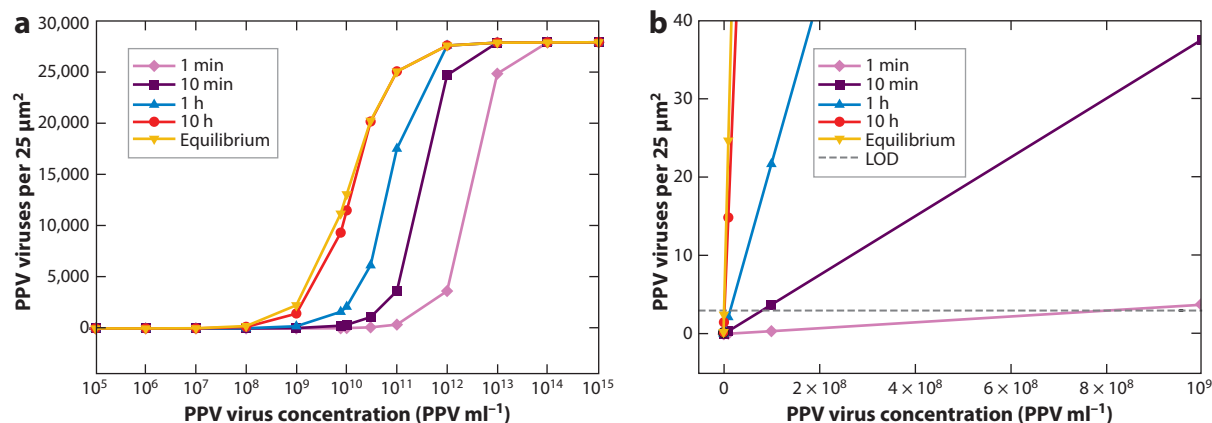 a
PPV viruses per 25 µm²
30,000
25,000
20,000
15,000
10,000
5,000
0
1 min
10 min
1 h
10 h
Equilibrium
10⁵ 10⁶ 10⁷ 10⁸ 10⁹ 10¹⁰ 10¹¹ 10¹² 10¹³ 10¹⁴ 10¹⁵
PPV virus concentration (PPV ml⁻¹)
b
PPV viruses per 25 µm²
40
30
20
10
0
1 min
10 min
1 h
10 h
Equilibrium
LOD
0 2 × 10⁸ 4 × 10⁸ 6 × 10⁸ 8 × 10⁸ 10⁹
PPV virus concentration (PPV ml⁻¹)